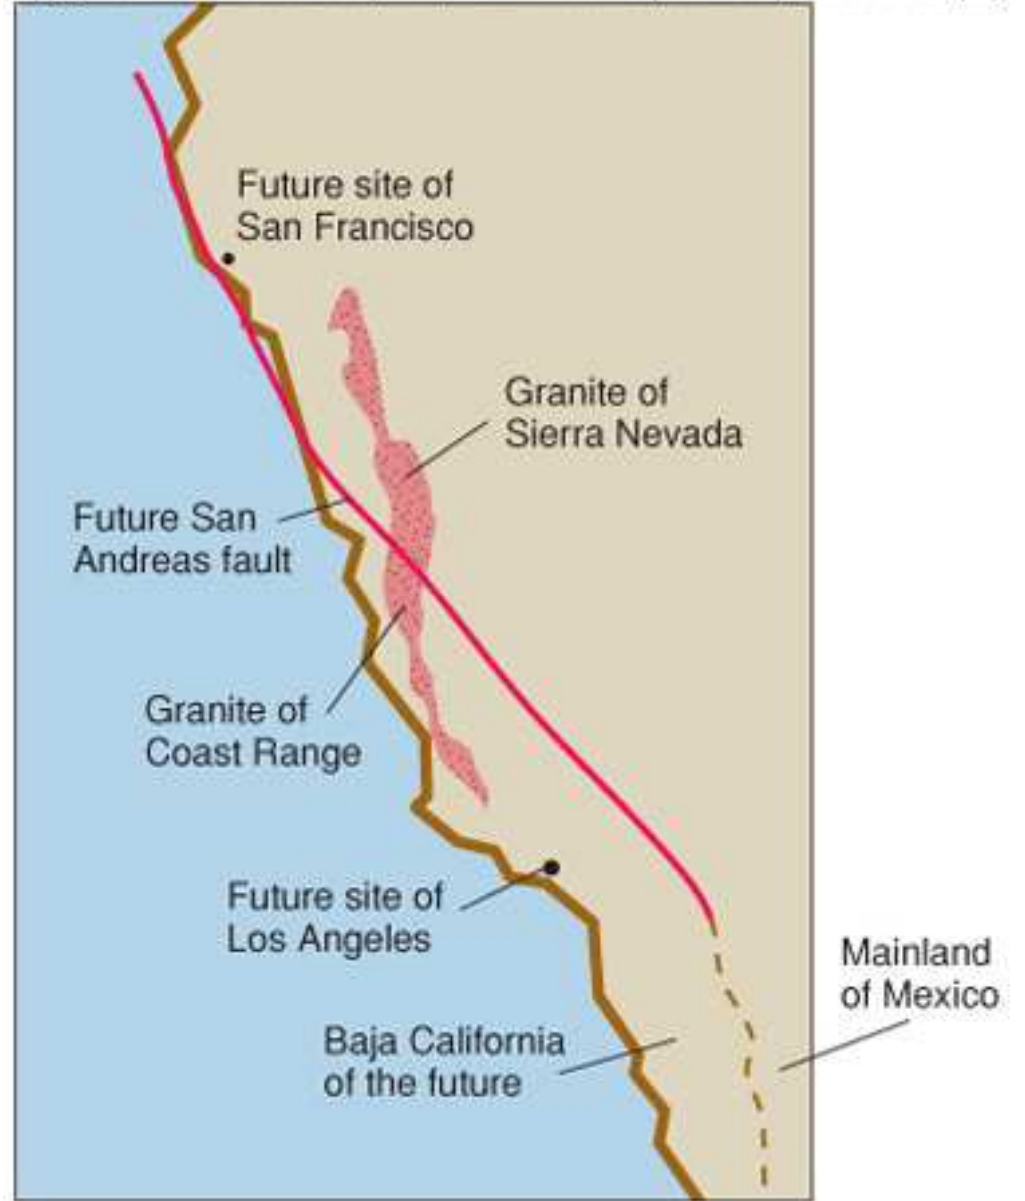 Future site of
San Francisco
Granite of
Sierra Nevada
Future San
Andreas fault
Granite of
Coast Range
Future site of
Los Angeles
Mainland
of Mexico
Baja California
of the future